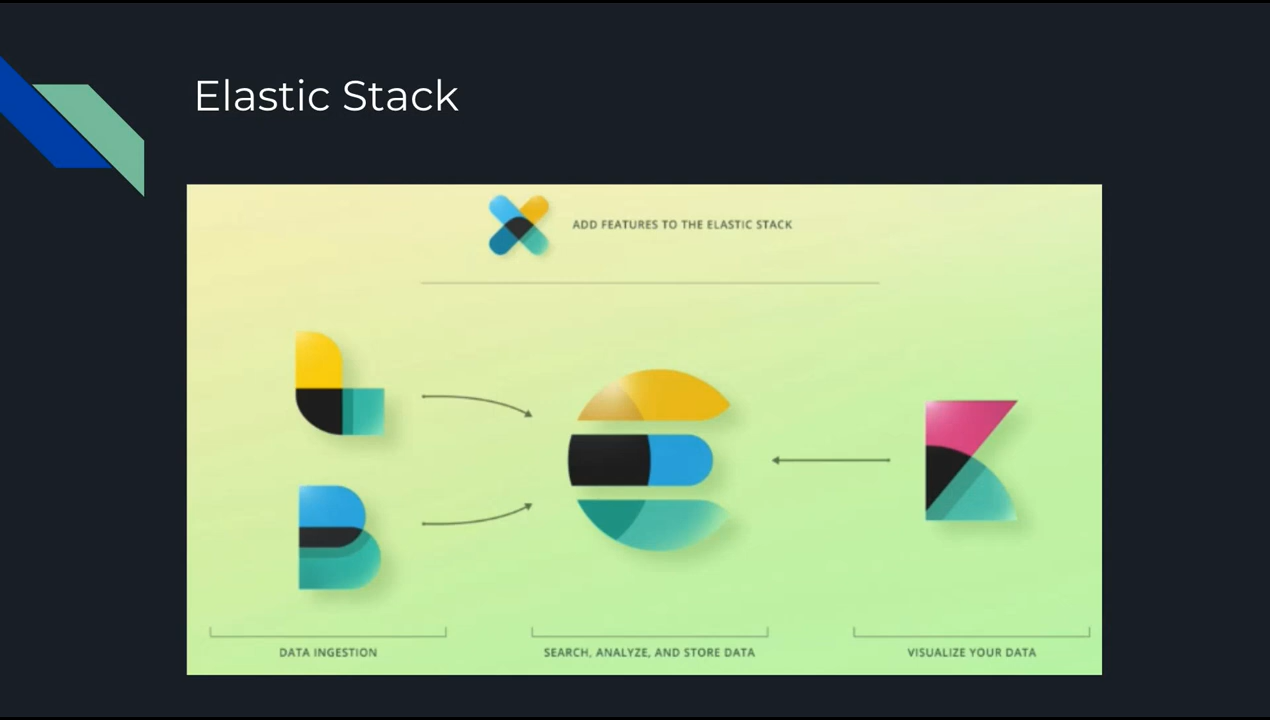 Elastic Stack
ADD FEATURES TO THE ELASTIC STACK
DATA INGESTION
SEARCH, ANALYZE, AND STORE DATA
VISUALIZE YOUR DATA